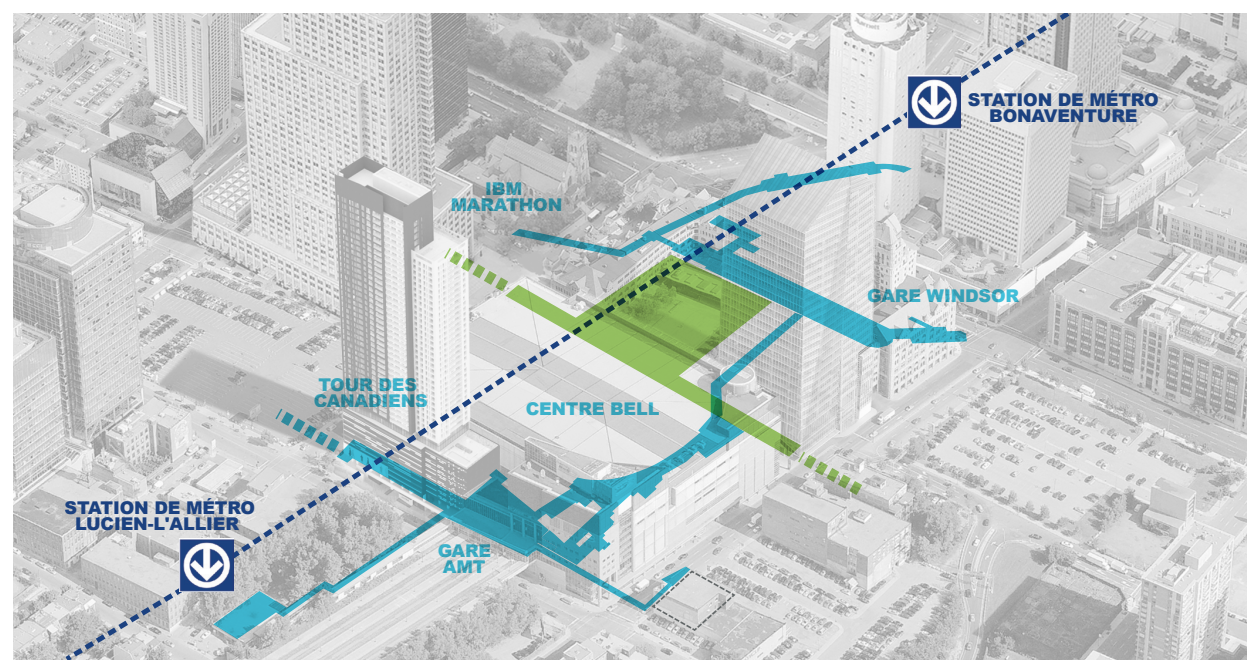 Marriott
STATION DE MÉTRO
BONAVENTURE
IBM
MARATHON
GARE WINDSOR
TOUR DES
CANADIENS
CENTRE BELL
STATION DE MÉTRO
LUCIEN-L'ALLIER
GARE
AMT